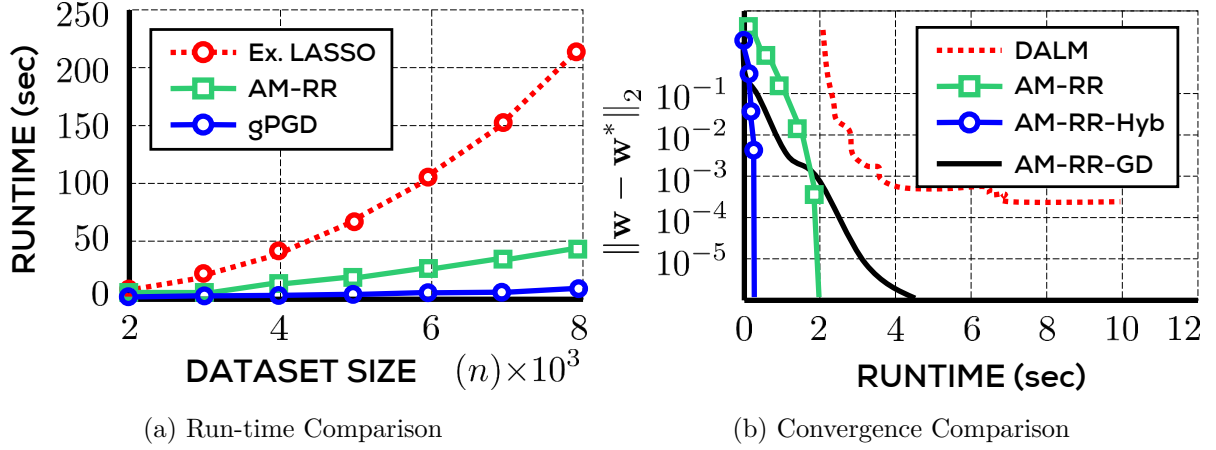 RUNTIME (sec)
250
200
150
100
50
0
Ex. LASSO
AM-RR
gPGD
2 4 6 8
DATASET SIZE (n)×10³
(a) Run-time Comparison
‖w − w*‖₂
10⁻¹
10⁻²
10⁻³
10⁻⁴
10⁻⁵
DALM
AM-RR
AM-RR-Hyb
AM-RR-GD
0 2 4 6 8 10 12
RUNTIME (sec)
(b) Convergence Comparison